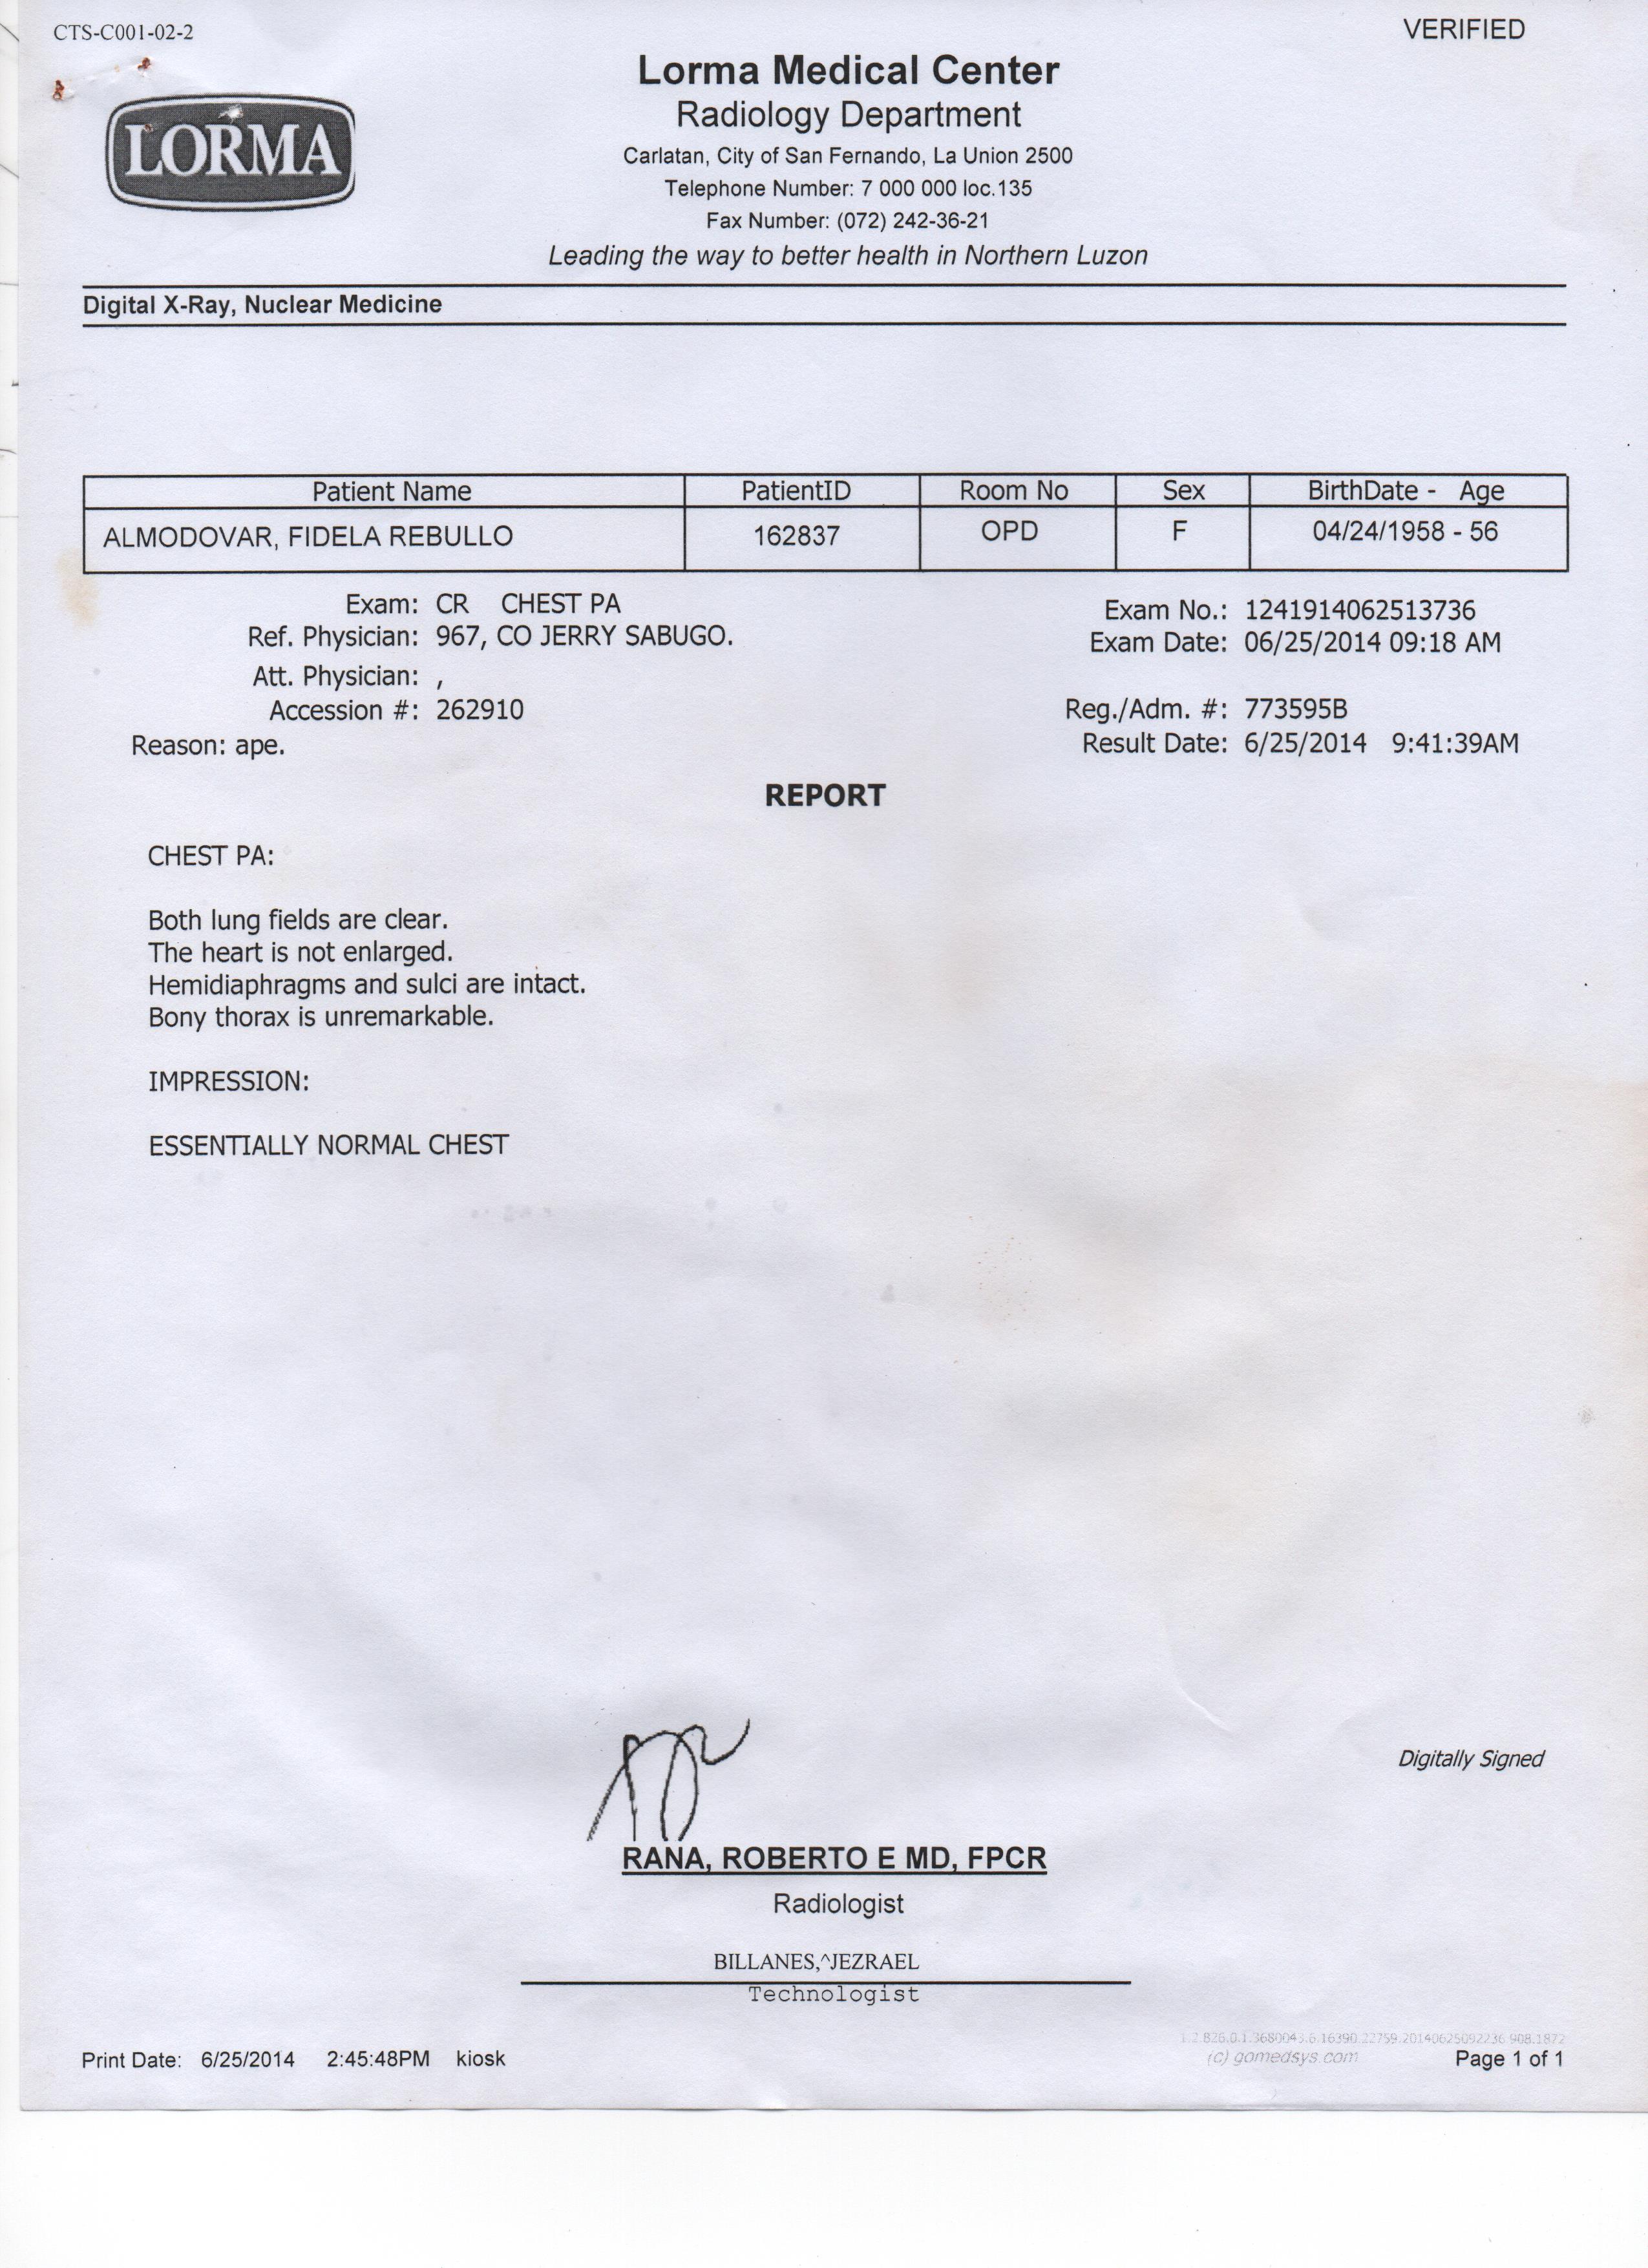 CTS-C001-02-2
VERIFIED
LORMA
Lorma Medical Center
Radiology Department
Carlatan, City of San Fernando, La Union 2500
Telephone Number: 7 000 000 loc.135
Fax Number: (072) 242-36-21
Leading the way to better health in Northern Luzon
Digital X-Ray, Nuclear Medicine
Patient Name PatientID Room No Sex BirthDate - Age
ALMODOVAR, FIDELA REBULLO 162837 OPD F 04/24/1958 - 56
Exam: CR CHEST PA
Exam No.: 1241914062513736
Ref. Physician: 967, CO JERRY SABUGO.
Exam Date: 06/25/2014 09:18 AM
Att. Physician: ,
Accession #: 262910
Reg./Adm. #: 773595B
Reason: ape.
Result Date: 6/25/2014 9:41:39AM
REPORT
CHEST PA:
Both lung fields are clear.
The heart is not enlarged.
Hemidiaphragms and sulci are intact.
Bony thorax is unremarkable.
IMPRESSION:
ESSENTIALLY NORMAL CHEST
Digitally Signed
RANA, ROBERTO E MD, FPCR
Radiologist
BILLANES,^JEZRAEL
Technologist
1.2.826.0.1.3680043.6.16390.22759.20140625092236.908.1872
Print Date: 6/25/2014 2:45:48PM kiosk
(c) gomedsys.com
Page 1 of 1